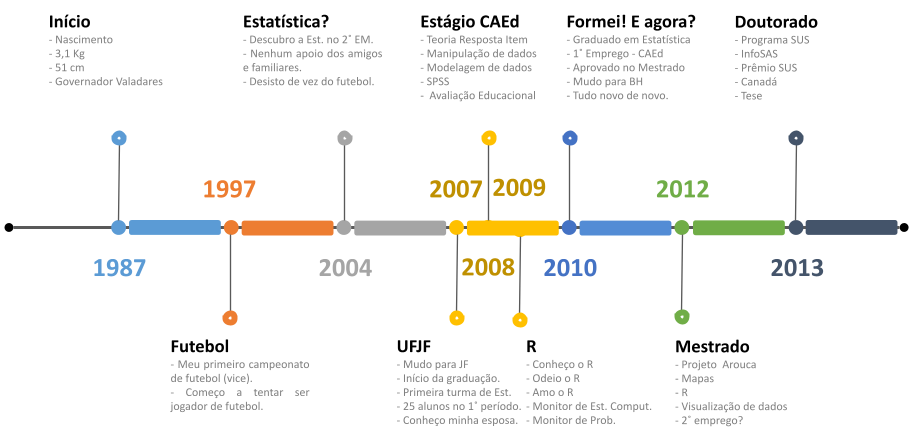 Início
- Nascimento
- 3,1 Kg
- 51 cm
- Governador Valadares
Estatística?
- Descubro a Est. no 2˚ EM.
- Nenhum apoio dos amigos
e familiares.
- Desisto de vez do futebol.
Estágio CAEd
- Teoria Resposta Item
- Manipulação de dados
- Modelagem de dados
- SPSS
- Avaliação Educacional
Formei! E agora?
- Graduado em Estatística
- 1˚ Emprego - CAEd
- Aprovado no Mestrado
- Mudo para BH
- Tudo novo de novo.
Doutorado
- Programa SUS
- InfoSAS
- Prêmio SUS
- Canadá
- Tese
1997
2007
2009
2012
1987
2004
2008
2010
2013
Futebol
- Meu primeiro campeonato
de futebol (vice).
- Começo a tentar ser
jogador de futebol.
UFJF
- Mudo para JF
- Início da graduação.
- Primeira turma de Est.
- 25 alunos no 1˚ período.
- Conheço minha esposa.
R
- Conheço o R
- Odeio o R
- Amo o R
- Monitor de Est. Comput.
- Monitor de Prob.
Mestrado
- Projeto Arouca
- Mapas
- R
- Visualização de dados
- 2˚ emprego?